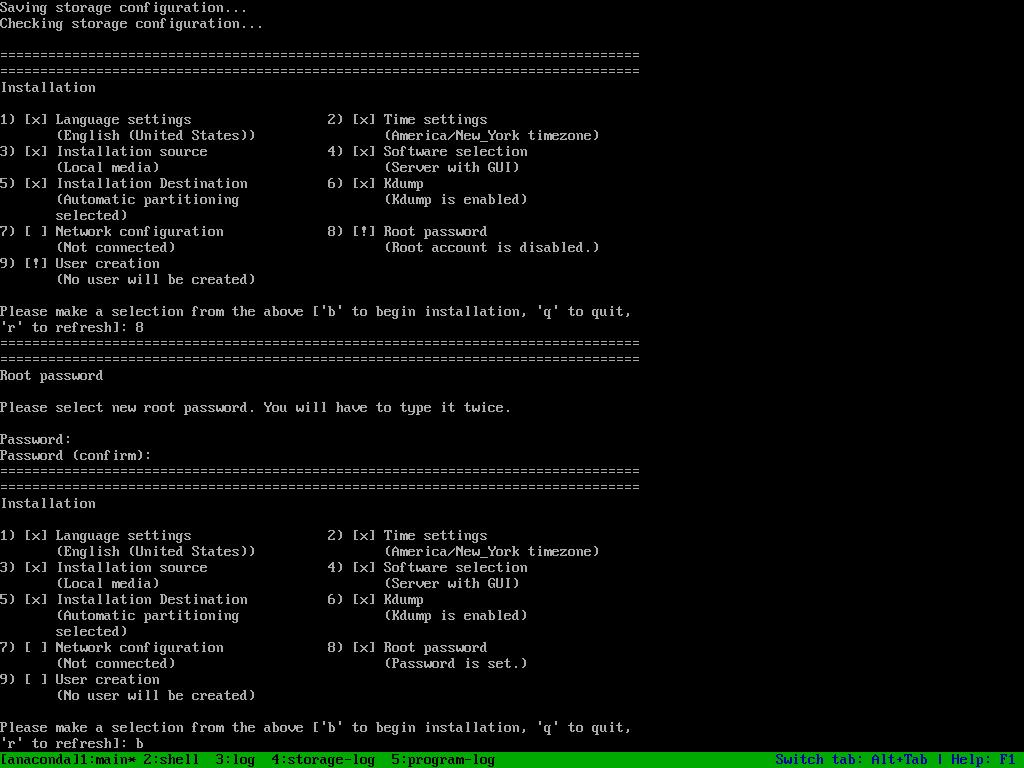 Saving storage configuration...
Checking storage configuration...
================================================================================
================================================================================
Installation
1) [x] Language settings                 2) [x] Time settings
       (English (United States))                (America/New_York timezone)
3) [x] Installation source               4) [x] Software selection
       (Local media)                            (Server with GUI)
5) [x] Installation Destination          6) [x] Kdump
       (Automatic partitioning                  (Kdump is enabled)
       selected)
7) [ ] Network configuration             8) [!] Root password
       (Not connected)                          (Root account is disabled.)
9) [!] User creation
       (No user will be created)
Please make a selection from the above ['b' to begin installation, 'q' to quit,
'r' to refresh]: 8
================================================================================
================================================================================
Root password
Please select new root password. You will have to type it twice.
Password:
Password (confirm):
================================================================================
================================================================================
Installation
1) [x] Language settings                 2) [x] Time settings
       (English (United States))                (America/New_York timezone)
3) [x] Installation source               4) [x] Software selection
       (Local media)                            (Server with GUI)
5) [x] Installation Destination          6) [x] Kdump
       (Automatic partitioning                  (Kdump is enabled)
       selected)
7) [ ] Network configuration             8) [x] Root password
       (Not connected)                          (Password is set.)
9) [ ] User creation
       (No user will be created)
Please make a selection from the above ['b' to begin installation, 'q' to quit,
'r' to refresh]: b
[anaconda]1:main* 2:shell  3:log  4:storage-log  5:program-log          Switch tab: Alt+Tab | Help: F1